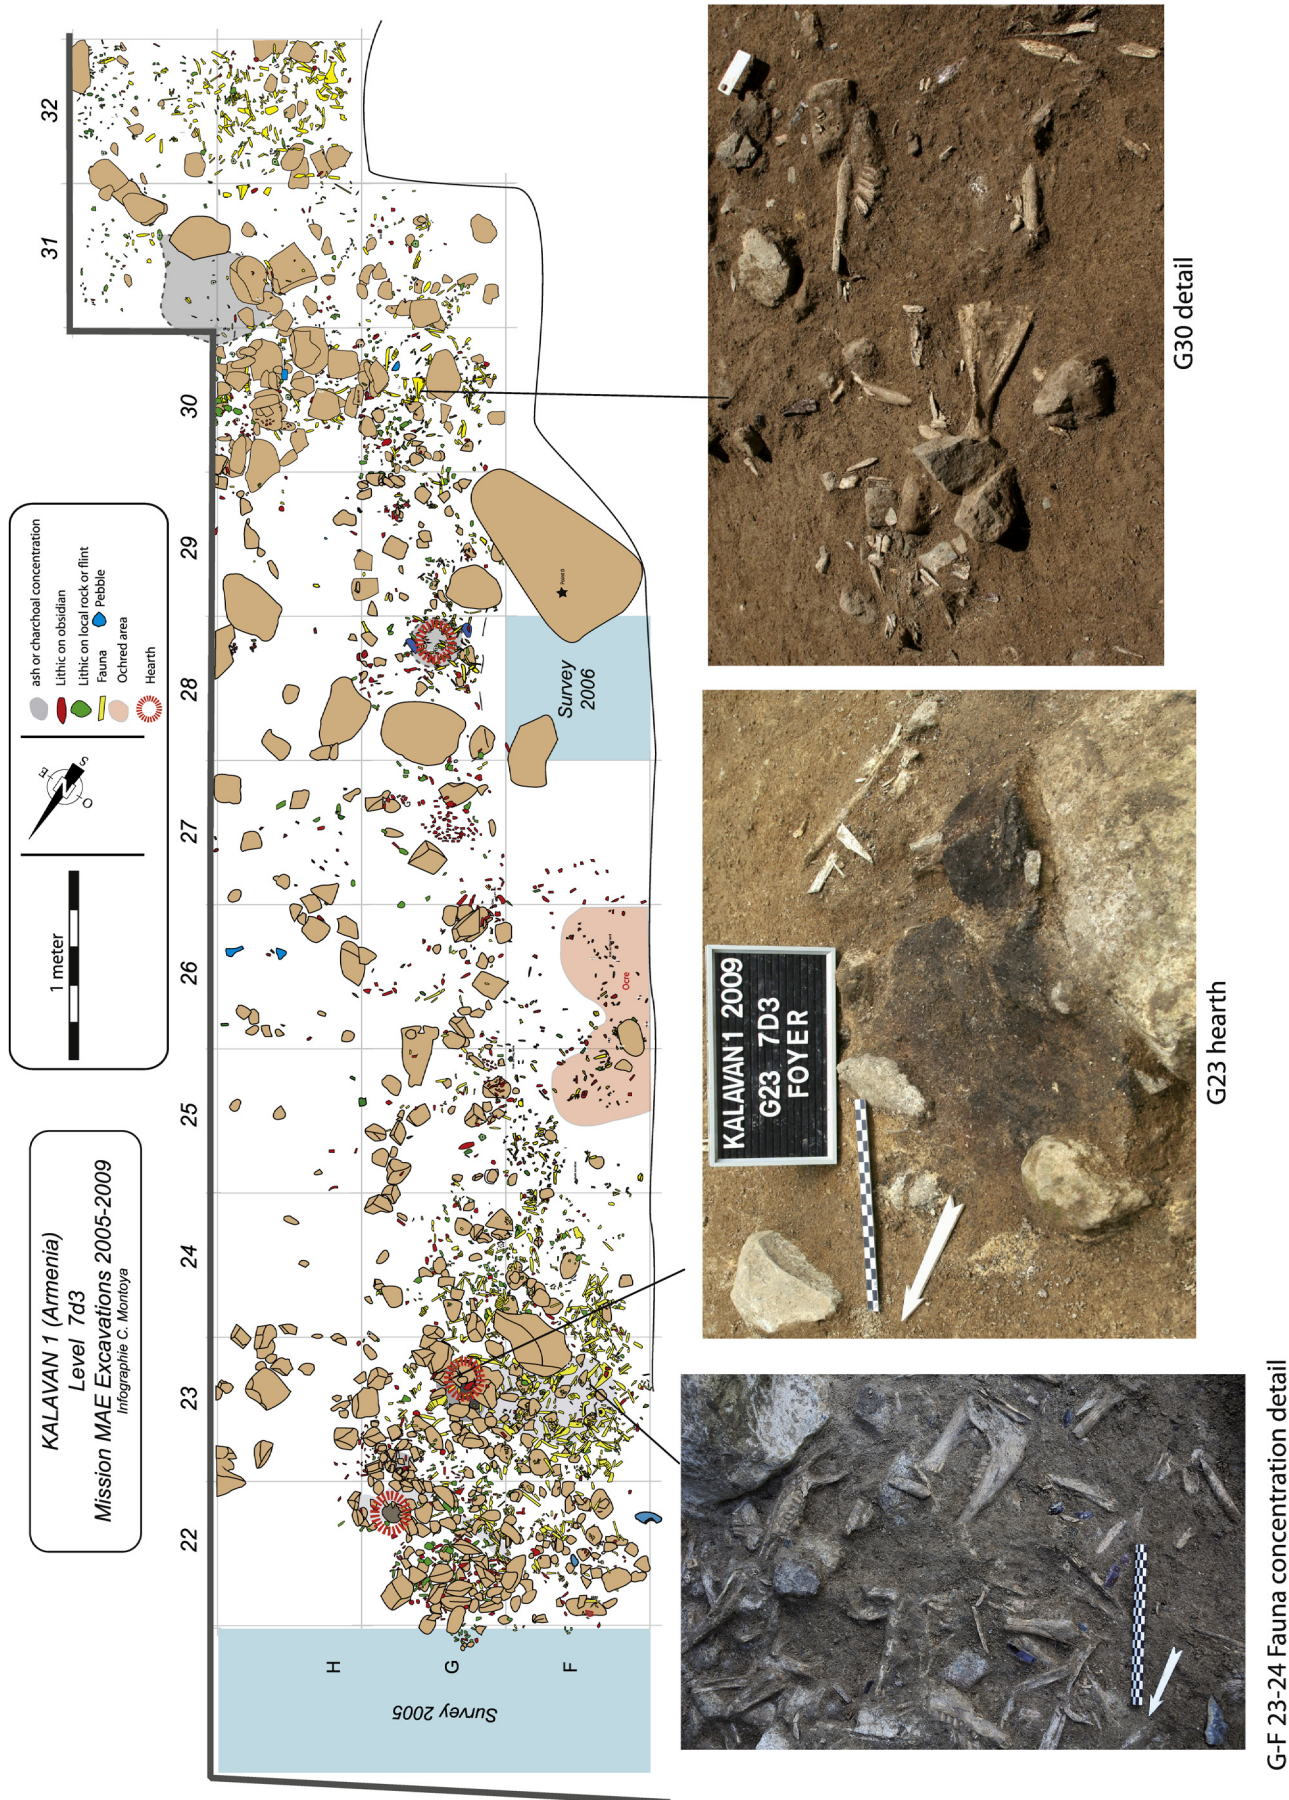 KALAVAN 1 (Armenia)
Level 7d3
Mission MAE Excavations 2005-2009
Infographie C. Montoya
1 meter
N
E
S
O
ash or charchoal concentration
Lithic on obsidian
Lithic on local rock or flint
Fauna
Pebble
Ochred area
Hearth
22
23
24
25
26
27
28
29
30
31
32
H
G
F
Survey 2005
Survey
2006
Ocre
G-F 23-24 Fauna concentration detail
KALAVAN 1 2009
G23 7D3
FOYER
G23 hearth
G30 detail